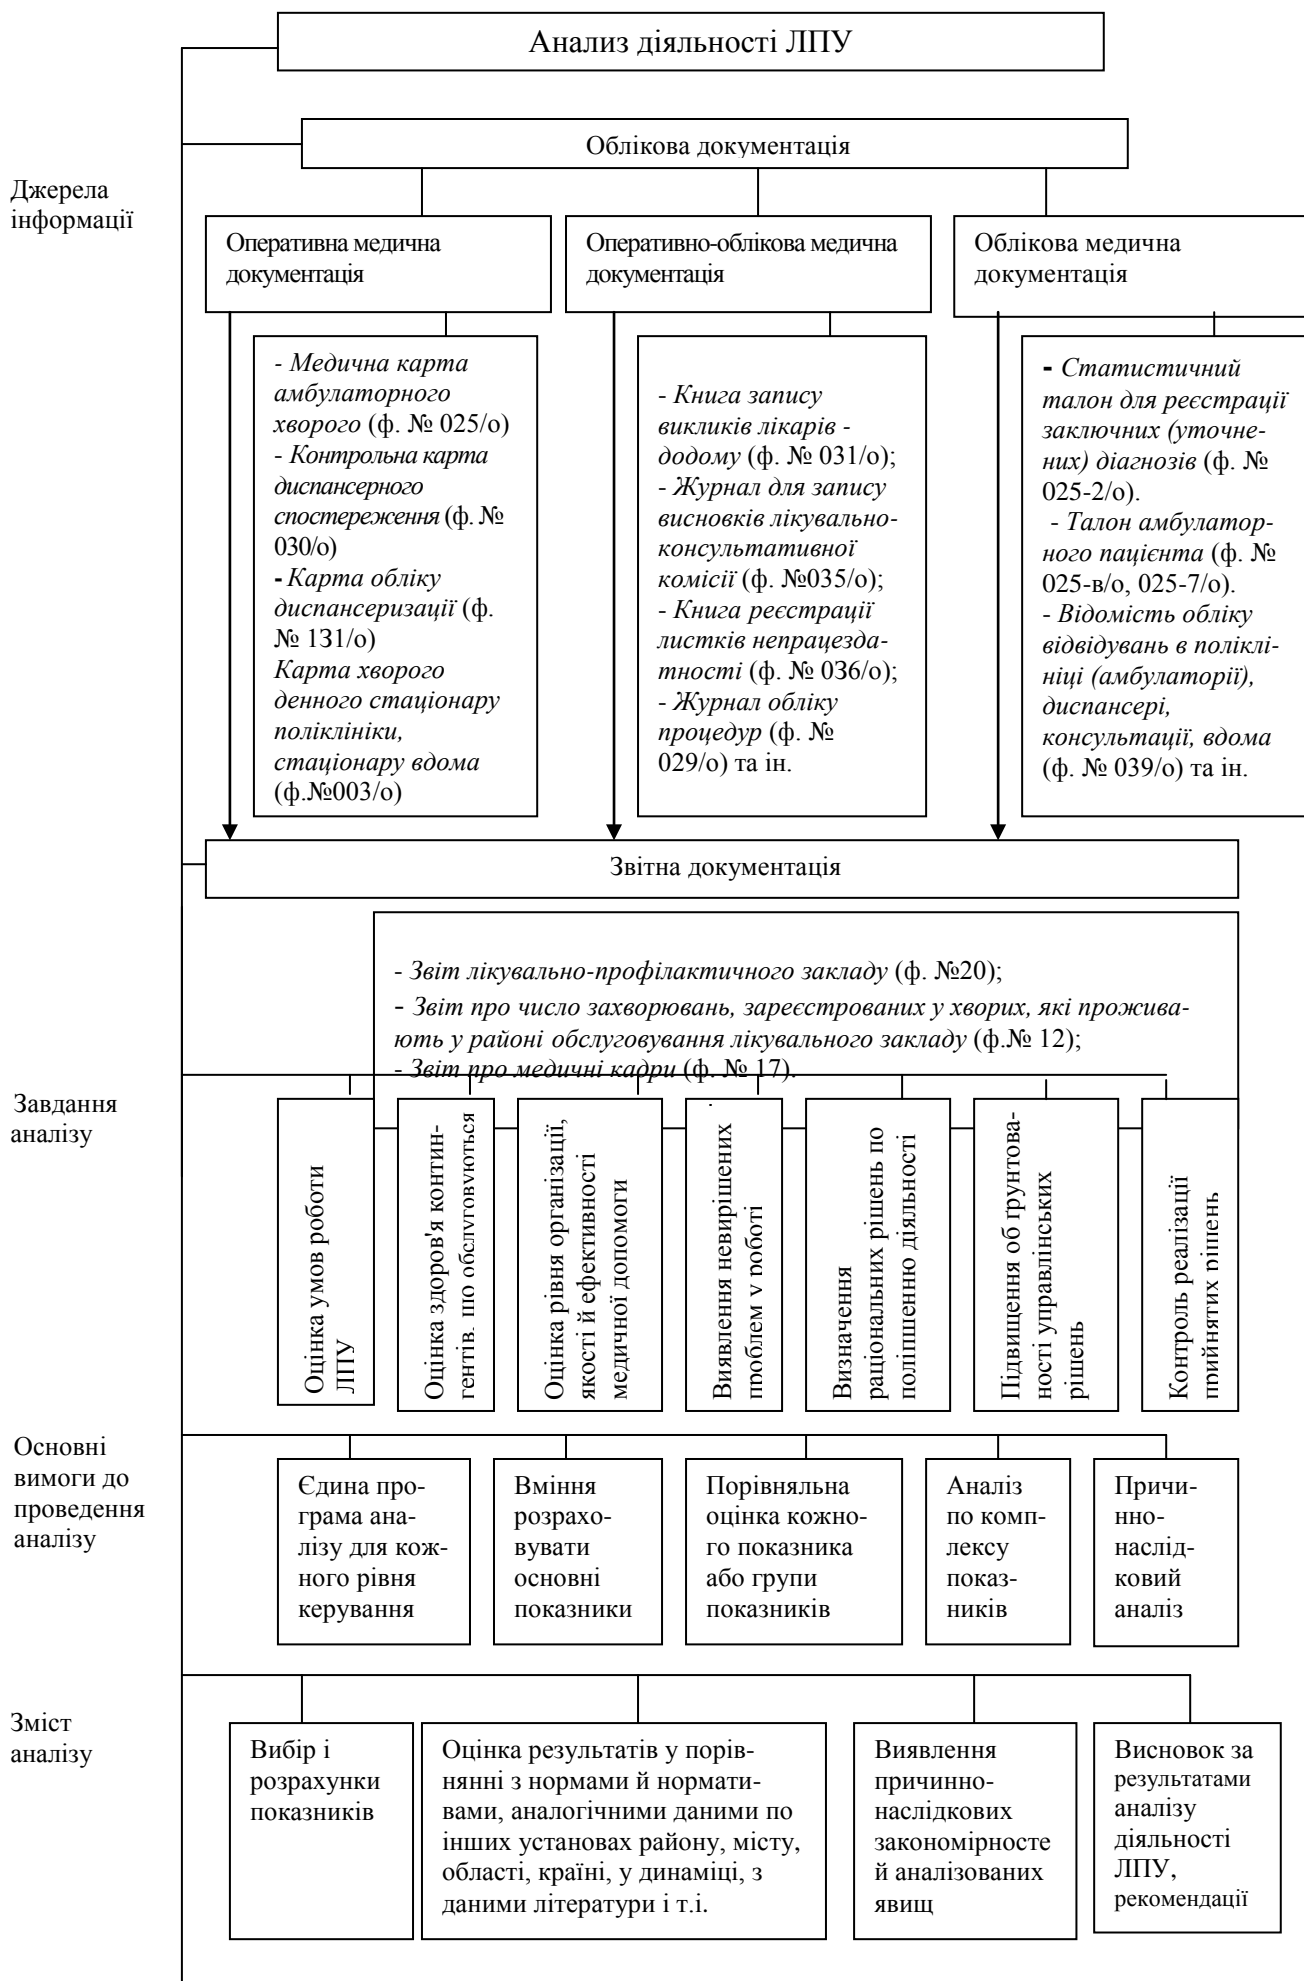 Анализ діяльності ЛПУ
Облікова документація
Джерела
інформації
Оперативна медична
документація
Оперативно-облікова медична
документація
Облікова медична
документація
- Медична карта
амбулаторного
хворого (ф. № 025/о)
- Контрольна карта
диспансерного
спостереження (ф. №
030/о)
- Карта обліку
диспансеризації (ф.
№ 131/о)
Карта хворого
денного стаціонару
поліклініки,
стаціонару вдома
(ф.№003/о)
- Книга запису
викликів лікарів -
додому (ф. № 031/о);
- Журнал для запису
висновків лікувально-
консультативної
комісії (ф. №035/о);
- Книга реєстрації
листків непрацезда-
тності (ф. № 036/о);
- Журнал обліку
процедур (ф. №
029/о) та ін.
- Статистичний
талон для реєстрації
заключних (уточне-
них) діагнозів (ф. №
025-2/о).
- Талон амбулатор-
ного пацієнта (ф. №
025-в/о, 025-7/о).
- Відомість обліку
відвідувань в поліклі-
ніці (амбулаторії),
диспансері,
консультації, вдома
(ф. № 039/о) та ін.
Звітна документація
- Звіт лікувально-профілактичного закладу (ф. №20);
- Звіт про число захворювань, зареєстрованих у хворих, які прожива-
ють у районі обслуговування лікувального закладу (ф.№ 12);
- Звіт про медичні кадри (ф. № 17).
Завдання
аналізу
Оцінка умов роботи
ЛПУ
Оцінка здоров'я контин-
гентів, що обслуговуються
Оцінка рівня організації,
якості й ефективності
медичної допомоги
Виявлення невирішених
проблем у роботі
Визначення
раціональних рішень по
поліпшенню діяльності
Підвищення об ґрунтова-
ності управлінських
рішень
Контроль реалізації
прийнятих рішень
Основні
вимоги до
проведення
аналізу
Єдина про-
грама ана-
лізу для кож-
ного рівня
керування
Вміння
розрахо-
вувати
основні
показники
Порівняльна
оцінка кожно-
го показника
або групи
показників
Аналіз
по комп-
лексу
показ-
ників
Причи-
нно-
наслід-
ковий
аналіз
Зміст
аналізу
Вибір і
розрахунки
показників
Оцінка результатів у порів-
нянні з нормами й нормати-
вами, аналогічними даними по
інших установах району, місту,
області, країні, у динаміці, з
даними літератури і т.і.
Виявлення
причинно-
наслідкових
закономірносте
й аналізованих
явищ
Висновок за
результатами
аналізу
діяльності
ЛПУ,
рекомендації